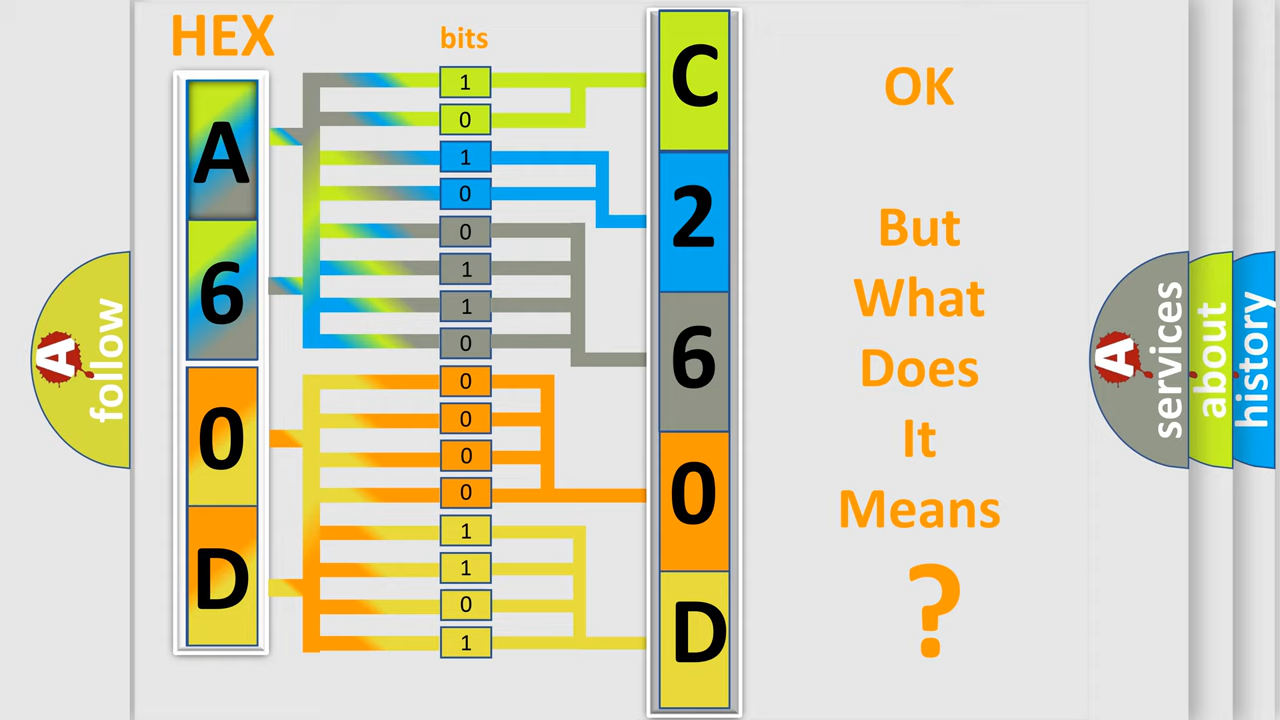 HEX
bits
A
6
0
D
1
0
1
0
0
1
1
0
0
0
0
0
1
1
0
1
C
2
6
0
D
OK
But
What
Does
It
Means
?
A
follow
A
services
about
history